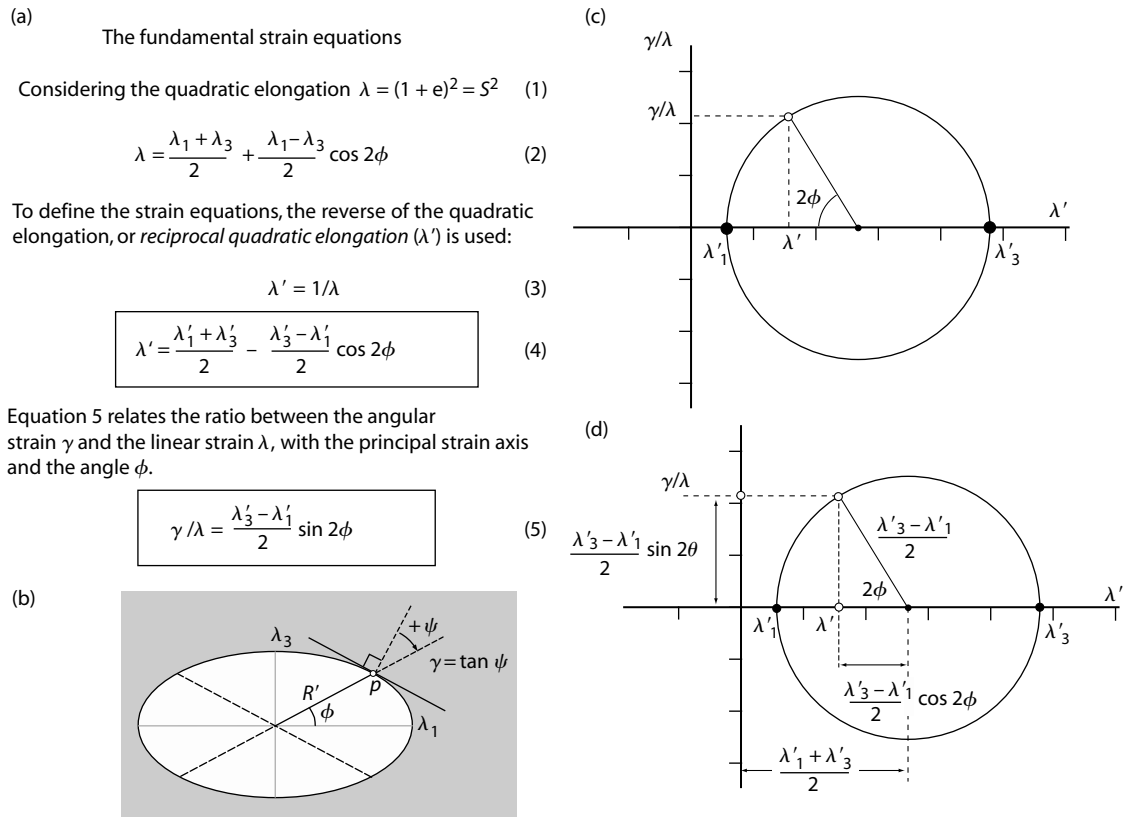 (a)
The fundamental strain equations
Considering the quadratic elongation λ = (1 + e)² = S² (1)
λ = (λ₁ + λ₃)/2 + (λ₁ – λ₃)/2 cos 2ϕ (2)
To define the strain equations, the reverse of the quadratic
elongation, or reciprocal quadratic elongation (λ′) is used:
λ′ = 1/λ (3)
λ′ = (λ′₁ + λ′₃)/2 – (λ′₃ – λ′₁)/2 cos 2ϕ (4)
Equation 5 relates the ratio between the angular
strain γ and the linear strain λ, with the principal strain axis
and the angle ϕ.
γ/λ = (λ′₃ – λ′₁)/2 sin 2ϕ (5)
(b)
λ₃
+ψ
γ = tan ψ
p
R′
ϕ
λ₁
(c)
γ/λ
γ/λ
2ϕ
λ′
λ′₁
λ′
λ′₃
(d)
γ/λ
(λ′₃ – λ′₁)/2
(λ′₃ – λ′₁)/2 sin 2θ
2ϕ
λ′
λ′₁
λ′
λ′₃
(λ′₃ – λ′₁)/2 cos 2ϕ
(λ′₁ + λ′₃)/2